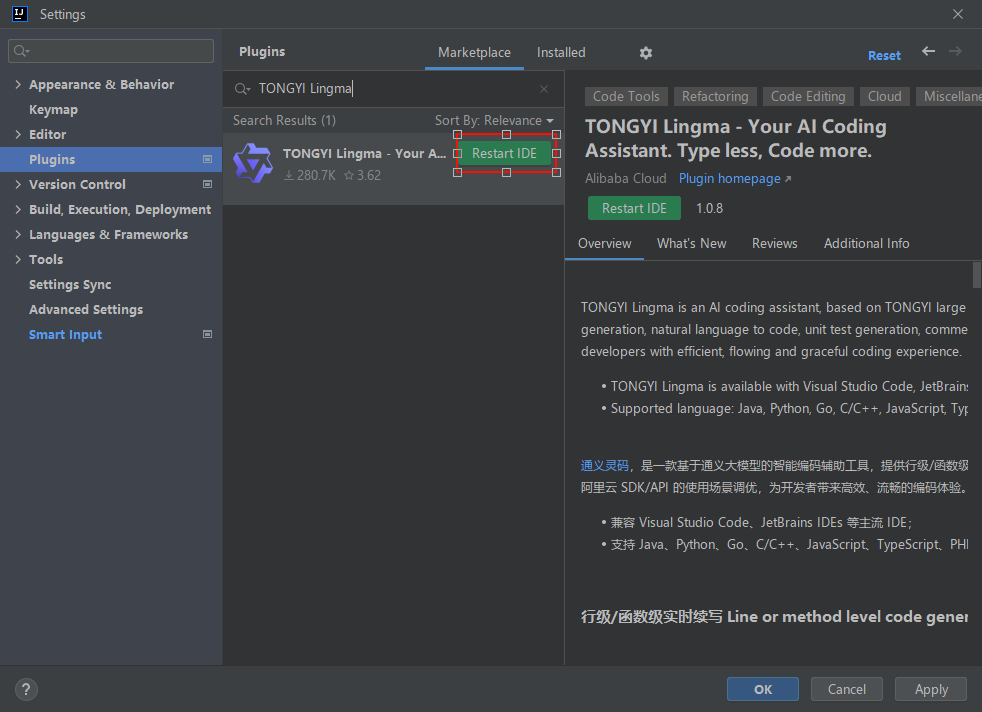 IJ Settings
Appearance & Behavior
Keymap
Editor
Plugins
Version Control
Build, Execution, Deployment
Languages & Frameworks
Tools
Settings Sync
Advanced Settings
Smart Input
Plugins
Marketplace
Installed
Reset
TONGYI Lingma
Search Results (1)
Sort By: Relevance
TONGYI Lingma - Your A...
Restart IDE
280.7K
3.62
Code Tools
Refactoring
Code Editing
Cloud
Miscellane
TONGYI Lingma - Your AI Coding
Assistant. Type less, Code more.
Alibaba Cloud
Plugin homepage ↗
Restart IDE
1.0.8
Overview
What's New
Reviews
Additional Info
TONGYI Lingma is an AI coding assistant, based on TONGYI large
generation, natural language to code, unit test generation, comme
developers with efficient, flowing and graceful coding experience.
• TONGYI Lingma is available with Visual Studio Code, JetBrains
• Supported language: Java, Python, Go, C/C++, JavaScript, Typ
通义灵码，是一款基于通义大模型的智能编码辅助工具，提供行级/函数级
阿里云 SDK/API 的使用场景调优，为开发者带来高效、流畅的编码体验。
• 兼容 Visual Studio Code、JetBrains IDEs 等主流 IDE；
• 支持 Java、Python、Go、C/C++、JavaScript、TypeScript、PH
行级/函数级实时续写 Line or method level code gener
?
OK
Cancel
Apply